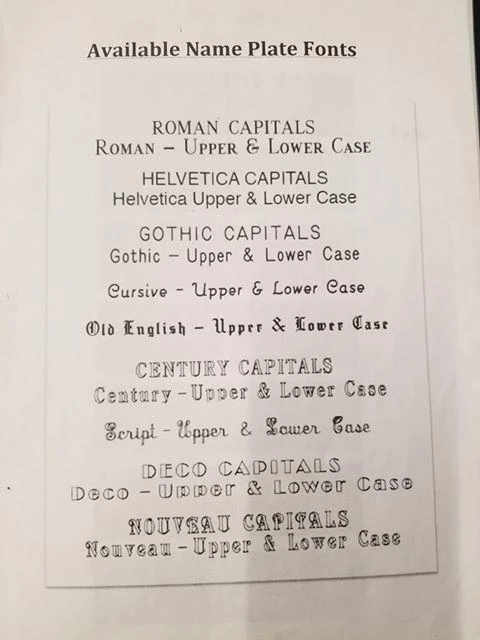 Available Name Plate Fonts
ROMAN CAPITALS
ROMAN – UPPER & LOWER CASE
HELVETICA CAPITALS
Helvetica Upper & Lower Case
GOTHIC CAPITALS
Gothic – Upper & Lower Case
Cursive – Upper & Lower Case
Old English – Upper & Lower Case
CENTURY CAPITALS
Century – Upper & Lower Case
Script – Upper & Lower Case
DECO CAPITALS
Deco – Upper & Lower Case
NOUVEAU CAPITALS
Nouveau – Upper & Lower Case